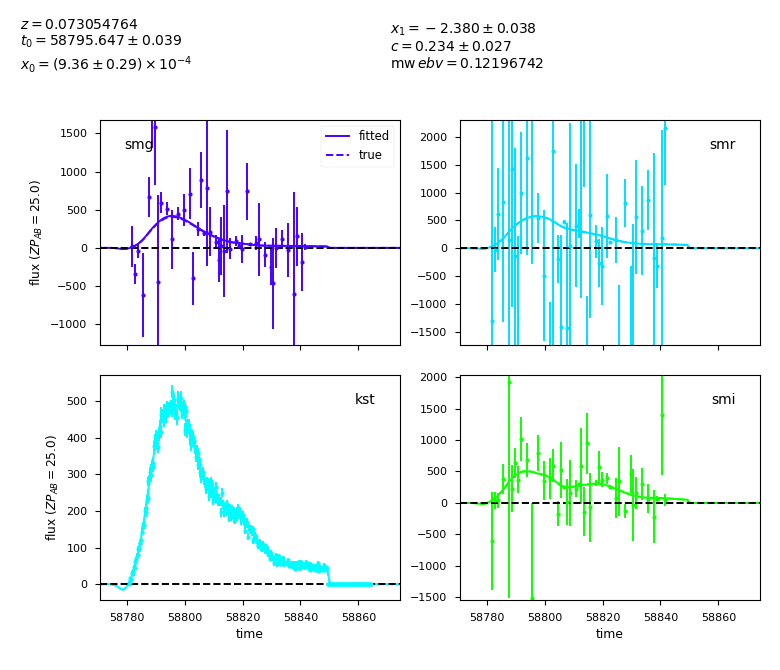 z = 0.073054764
t0 = 58795.647 ± 0.039
x0 = (9.36 ± 0.29) × 10^−4
x1 = −2.380 ± 0.038
c = 0.234 ± 0.027
mw ebv = 0.12196742
smg
fitted
true
1500
1000
500
0
−500
−1000
flux (ZP_AB = 25.0)
smr
2000
1500
1000
500
0
−500
−1000
−1500
kst
500
400
300
200
100
0
flux (ZP_AB = 25.0)
58780 58800 58820 58840 58860
time
smi
2000
1500
1000
500
0
−500
−1000
−1500
58780 58800 58820 58840 58860
time